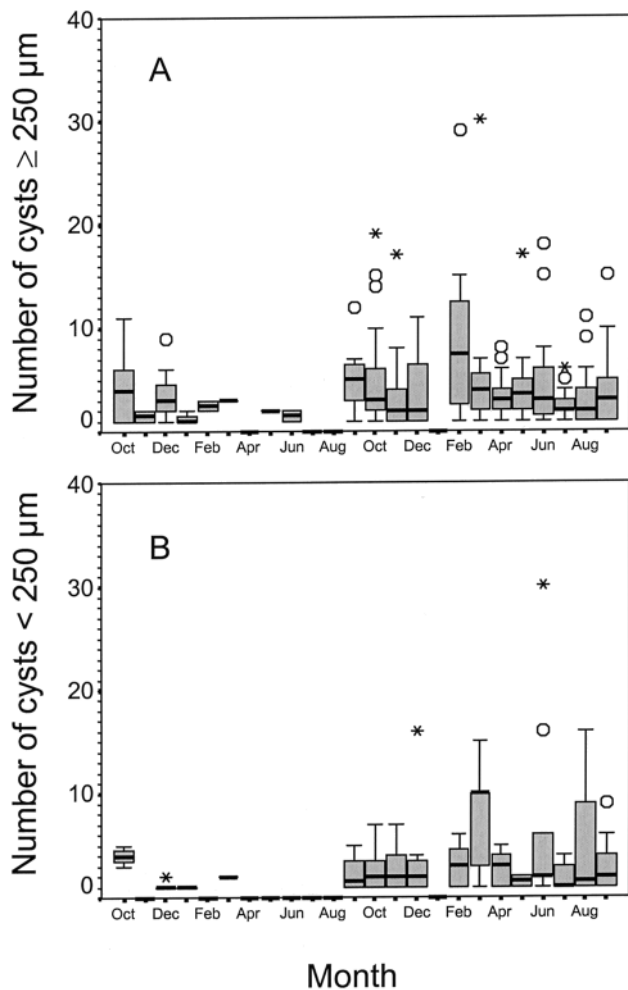 A
Number of cysts ≥ 250 µm
40
30
20
10
0
Oct Dec Feb Apr Jun Aug Oct Dec Feb Apr Jun Aug
B
Number of cysts < 250 µm
40
30
20
10
0
Oct Dec Feb Apr Jun Aug Oct Dec Feb Apr Jun Aug
Month